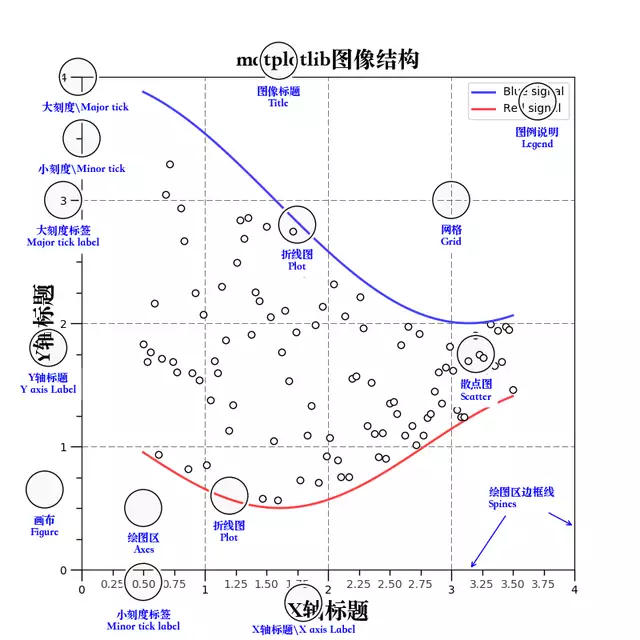 matplotlib图像结构
图像标题
Title
4
大刻度\Major tick
小刻度\Minor tick
Blue signal
Red signal
图例说明
Legend
3
大刻度标签
Major tick label
网格
Grid
折线图
Plot
2
Y轴标题
Y轴标题
Y axis Label
散点图
Scatter
1
画布
Figure
绘图区
Axes
折线图
Plot
绘图区边框线
Spines
0
0 0.25 0.50 0.75 1 1.25 1.50 1.75 2 2.25 2.50 2.75 3 3.25 3.50 3.75 4
小刻度标签
Minor tick label
X轴标题
X轴标题\X axis Label